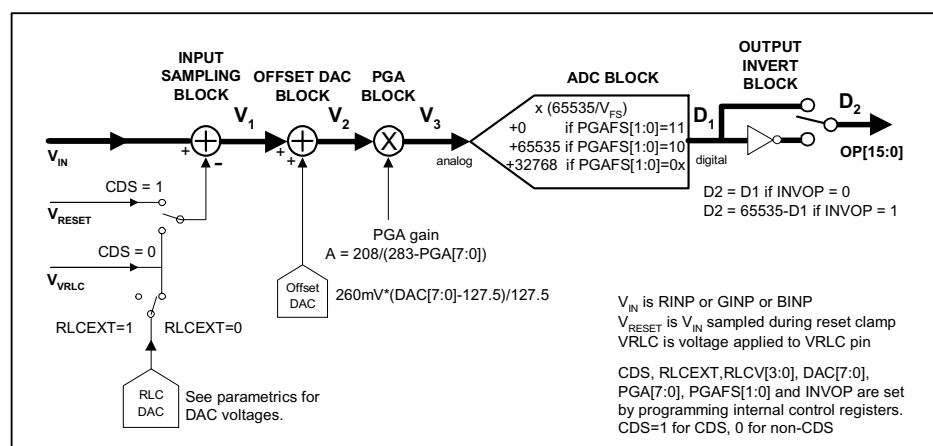 INPUT
SAMPLING
BLOCK
OFFSET DAC
BLOCK
PGA
BLOCK
ADC BLOCK
OUTPUT
INVERT
BLOCK
V1
V2
V3
x (65535/VFS)
+0 if PGAFS[1:0]=11
+65535 if PGAFS[1:0]=10
+32768 if PGAFS[1:0]=0x
D1
D2
VIN
+
+
-
+
+
X
analog
digital
OP[15:0]
CDS = 1
VRESET
CDS = 0
VVRLC
RLCEXT=1
RLCEXT=0
RLC
DAC
See parametrics for
DAC voltages.
PGA gain
A = 208/(283-PGA[7:0])
Offset
DAC
260mV*(DAC[7:0]-127.5)/127.5
D2 = D1 if INVOP = 0
D2 = 65535-D1 if INVOP = 1
VIN is RINP or GINP or BINP
VRESET is VIN sampled during reset clamp
VRLC is voltage applied to VRLC pin
CDS, RLCEXT,RLCV[3:0], DAC[7:0],
PGA[7:0], PGAFS[1:0] and INVOP are set
by programming internal control registers.
CDS=1 for CDS, 0 for non-CDS